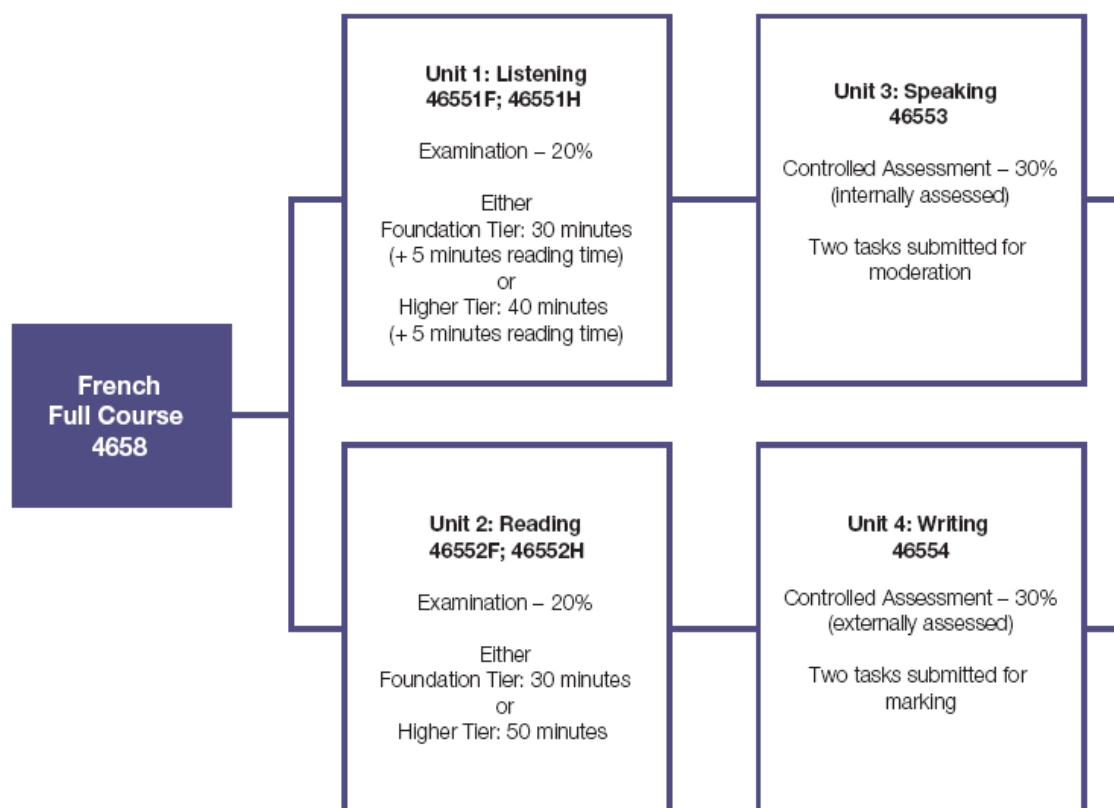 French
Full Course
4658
Unit 1: Listening
46551F; 46551H
Examination – 20%
Either
Foundation Tier: 30 minutes
(+ 5 minutes reading time)
or
Higher Tier: 40 minutes
(+ 5 minutes reading time)
Unit 3: Speaking
46553
Controlled Assessment – 30%
(internally assessed)
Two tasks submitted for
moderation
Unit 2: Reading
46552F; 46552H
Examination – 20%
Either
Foundation Tier: 30 minutes
or
Higher Tier: 50 minutes
Unit 4: Writing
46554
Controlled Assessment – 30%
(externally assessed)
Two tasks submitted for
marking